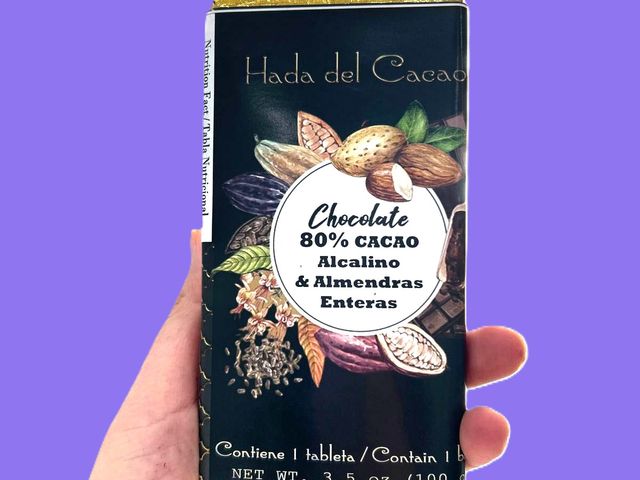 Hada del Cacao
Nutrition Fact / Tabla Nutricional
Chocolate
80% CACAO
Alcalino
& Almendras
Enteras
Contiene 1 tableta / Contain 1 b
NET WT. 3.5 oz (100 g